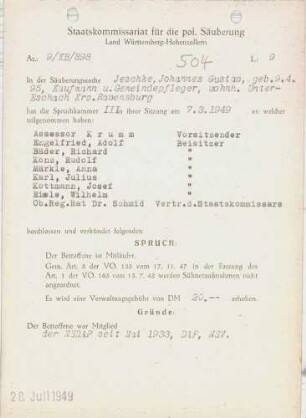 Staatskommissariat für die pol. Säuberung
Land Württemberg-Hohenzollern
Az.: 9/KB/898
504
L 9
In der Säuberungssache Jeschke, Johannes Gustav, geb.9.4.
95, Kaufmann u.Gemeindepfleger, wohnh. Unter-
Eschach Krs.Ravensburg
hat die Spruchkammer III in ihrer Sitzung am 7.3.1949 an welcher
teilgenommen haben:
Assessor K r u m m Vorsitzender
Engelfried, Adolf Beisitzer
Bäder, Richard "
Kons, Rudolf "
Märkle, Anna "
Karl, Julius "
Kottmann, Josef "
Miele, Wilhelm "
Ob.Reg.Rat Dr. Schmid Vertr.d.Staatskommissars
beschlossen und verkündet folgenden
SPRUCH:
Der Betroffene ist Mitläufer.
Gem. Art. 8 der VO. 133 vom 17. 11. 47 in der Fassung des
Art. 1 der VO. 165 vom 13. 7. 48 werden Sühnemaßnahmen nicht
angeordnet.
Es wird eine Verwaltungsgebühr von DM 20.-- erhoben.
Gründe:
Der Betroffene war Mitglied
der NSDAP seit Mai 1933, DAF, NSV.
28. Juli 1949